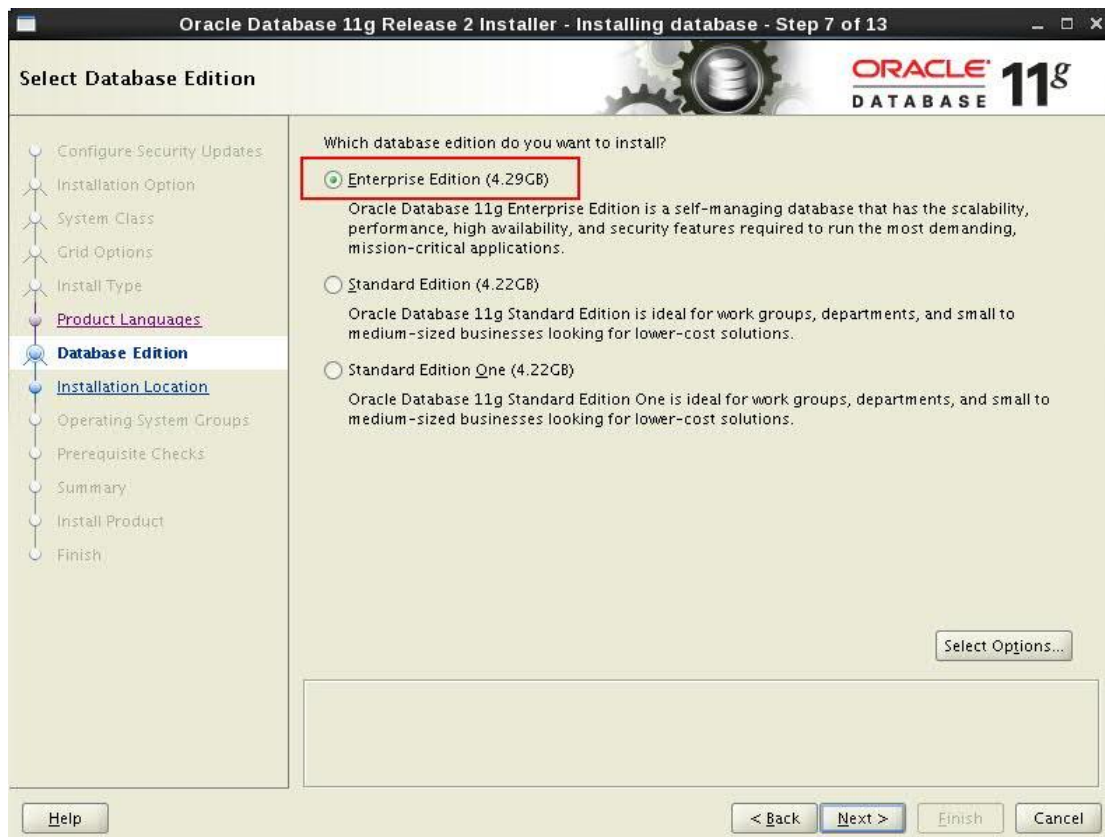 Oracle Database 11g Release 2 Installer - Installing database - Step 7 of 13
Select Database Edition
ORACLE
DATABASE
11g
Configure Security Updates
Installation Option
System Class
Grid Options
Install Type
Product Languages
Database Edition
Installation Location
Operating System Groups
Prerequisite Checks
Summary
Install Product
Finish
Which database edition do you want to install?
Enterprise Edition (4.29GB)
Oracle Database 11g Enterprise Edition is a self-managing database that has the scalability,
performance, high availability, and security features required to run the most demanding,
mission-critical applications.
Standard Edition (4.22GB)
Oracle Database 11g Standard Edition is ideal for work groups, departments, and small to
medium-sized businesses looking for lower-cost solutions.
Standard Edition One (4.22GB)
Oracle Database 11g Standard Edition One is ideal for work groups, departments, and small to
medium-sized businesses looking for lower-cost solutions.
Select Options...
Help
< Back
Next >
Finish
Cancel